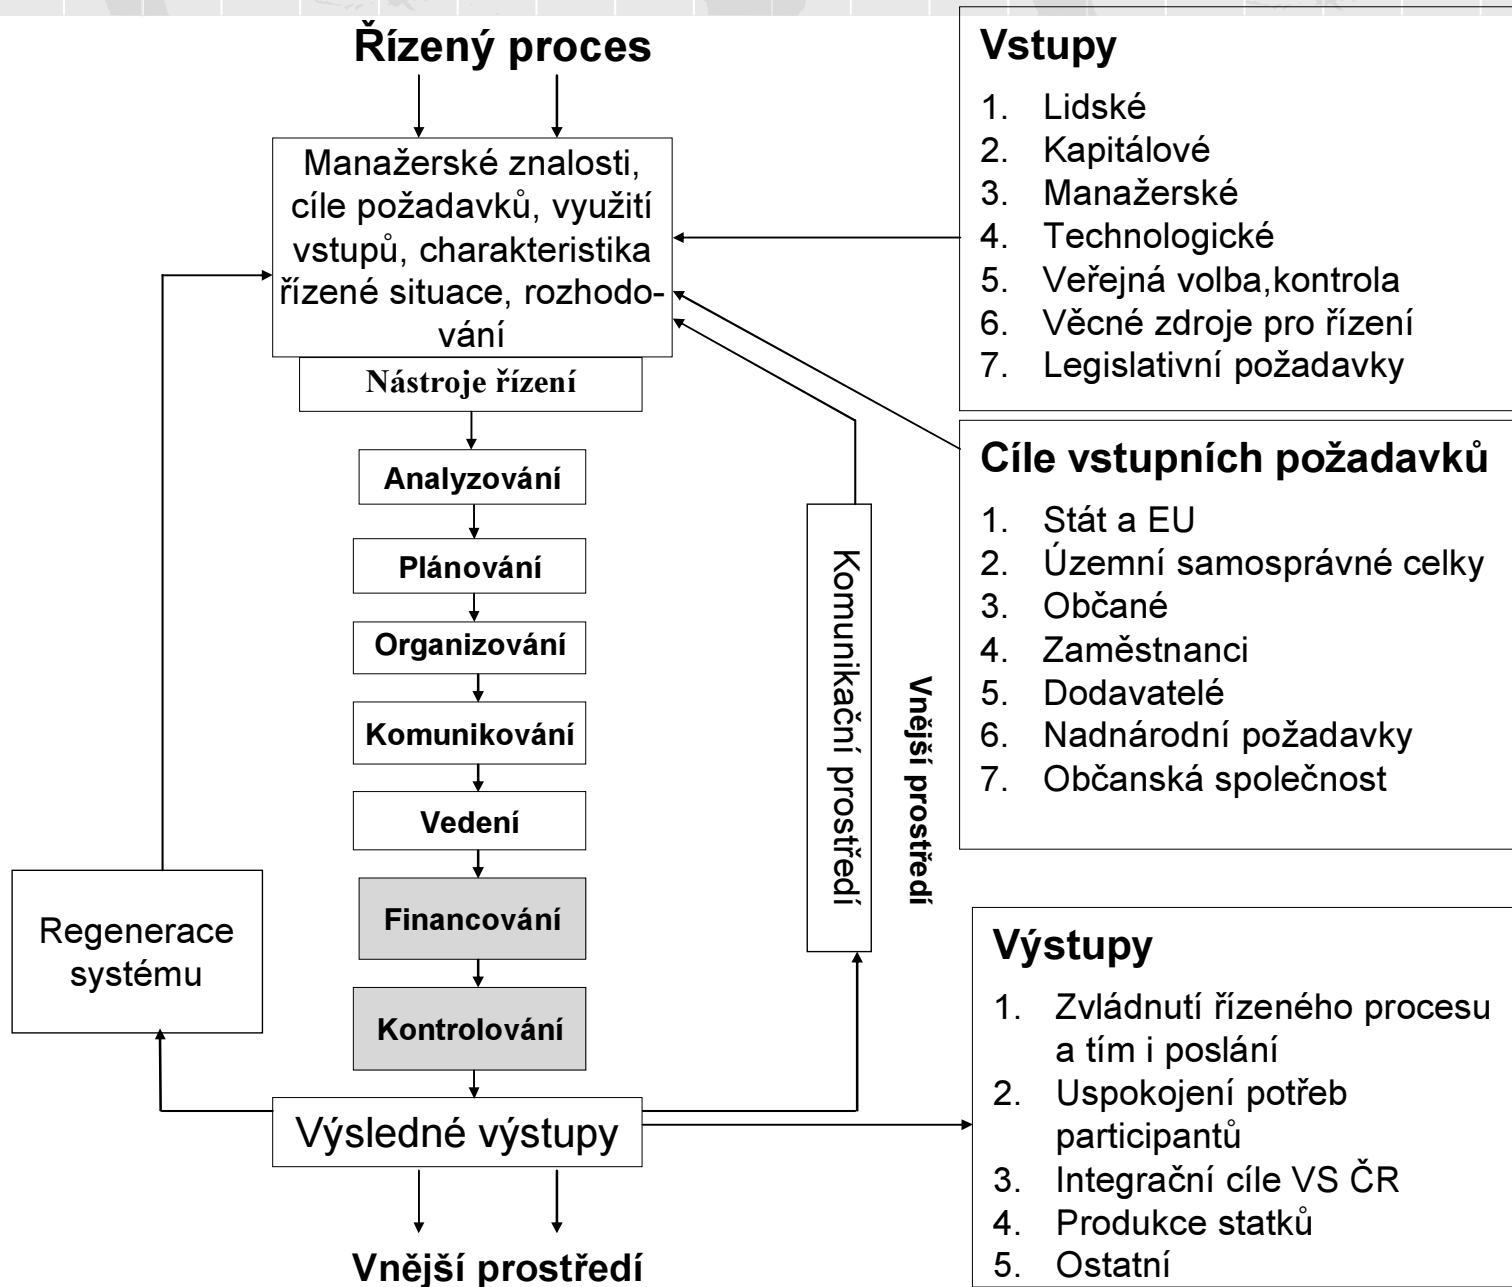 Řízený proces
Manažerské znalosti,
cíle požadavků, využití
vstupů, charakteristika
řízené situace, rozhodo-
vání
Nástroje řízení
Analyzování
Plánování
Organizování
Komunikování
Vedení
Financování
Kontrolování
Výsledné výstupy
Vnější prostředí
Regenerace
systému
Komunikační prostředí
Vnější prostředí
Vstupy
1. Lidské
2. Kapitálové
3. Manažerské
4. Technologické
5. Veřejná volba,kontrola
6. Věcné zdroje pro řízení
7. Legislativní požadavky
Cíle vstupních požadavků
1. Stát a EU
2. Územní samosprávné celky
3. Občané
4. Zaměstnanci
5. Dodavatelé
6. Nadnárodní požadavky
7. Občanská společnost
Výstupy
1. Zvládnutí řízeného procesu
a tím i poslání
2. Uspokojení potřeb
participantů
3. Integrační cíle VS ČR
4. Produkce statků
5. Ostatní